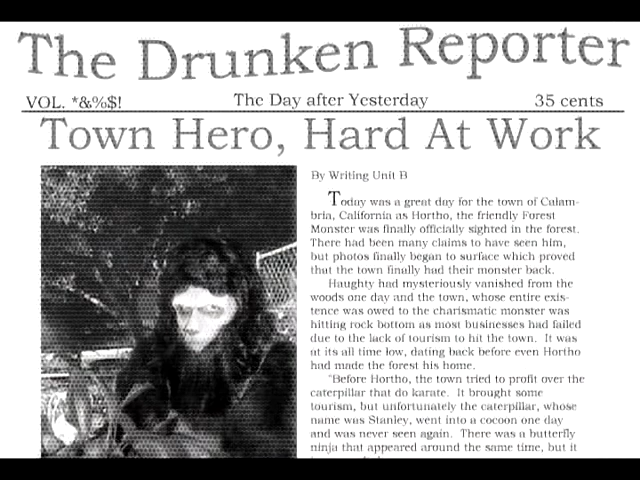 The Drunken Reporter
VOL. *&%$! The Day after Yesterday 35 cents
Town Hero, Hard At Work
By Writing Unit B
Today was a great day for the town of Calam-
bria, California as Hortho, the friendly Forest
Monster was finally officially sighted in the forest.
There had been many claims to have seen him,
but photos finally began to surface which proved
that the town finally had their monster back.
Haughty had mysteriously vanished from the
woods one day and the town, whose entire exis-
tence was owed to the charismatic monster was
hitting rock bottom as most businesses had failed
due to the lack of tourism to hit the town. It was
at its all time low, dating back before even Hortho
had made the forest his home.
"Before Hortho, the town tried to profit over the
caterpillar that do karate. It brought some
tourism, but unfortunately the caterpillar, whose
name was Stanley, went into a cocoon one day
and was never seen again. There was a butterfly
ninja that appeared around the same time, but it